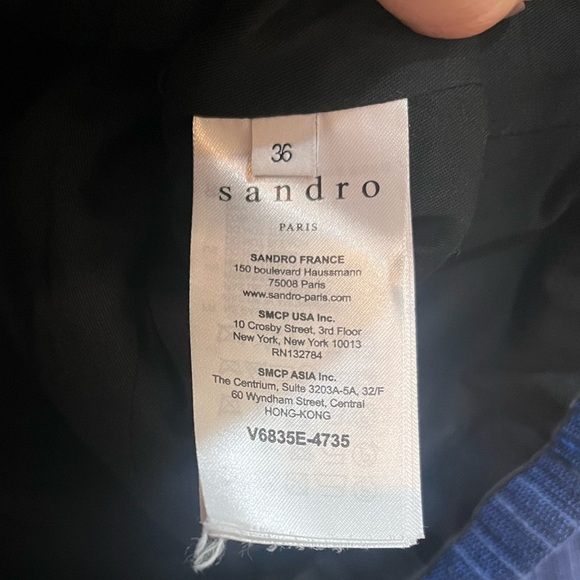 36
sandro
PARIS
SANDRO FRANCE
150 boulevard Haussmann
75008 Paris
www.sandro-paris.com
SMCP USA Inc.
10 Crosby Street, 3rd Floor
New York, New York 10013
RN132784
SMCP ASIA Inc.
The Centrium, Suite 3203A-5A, 32/F
60 Wyndham Street, Central
HONG-KONG
V6835E-4735